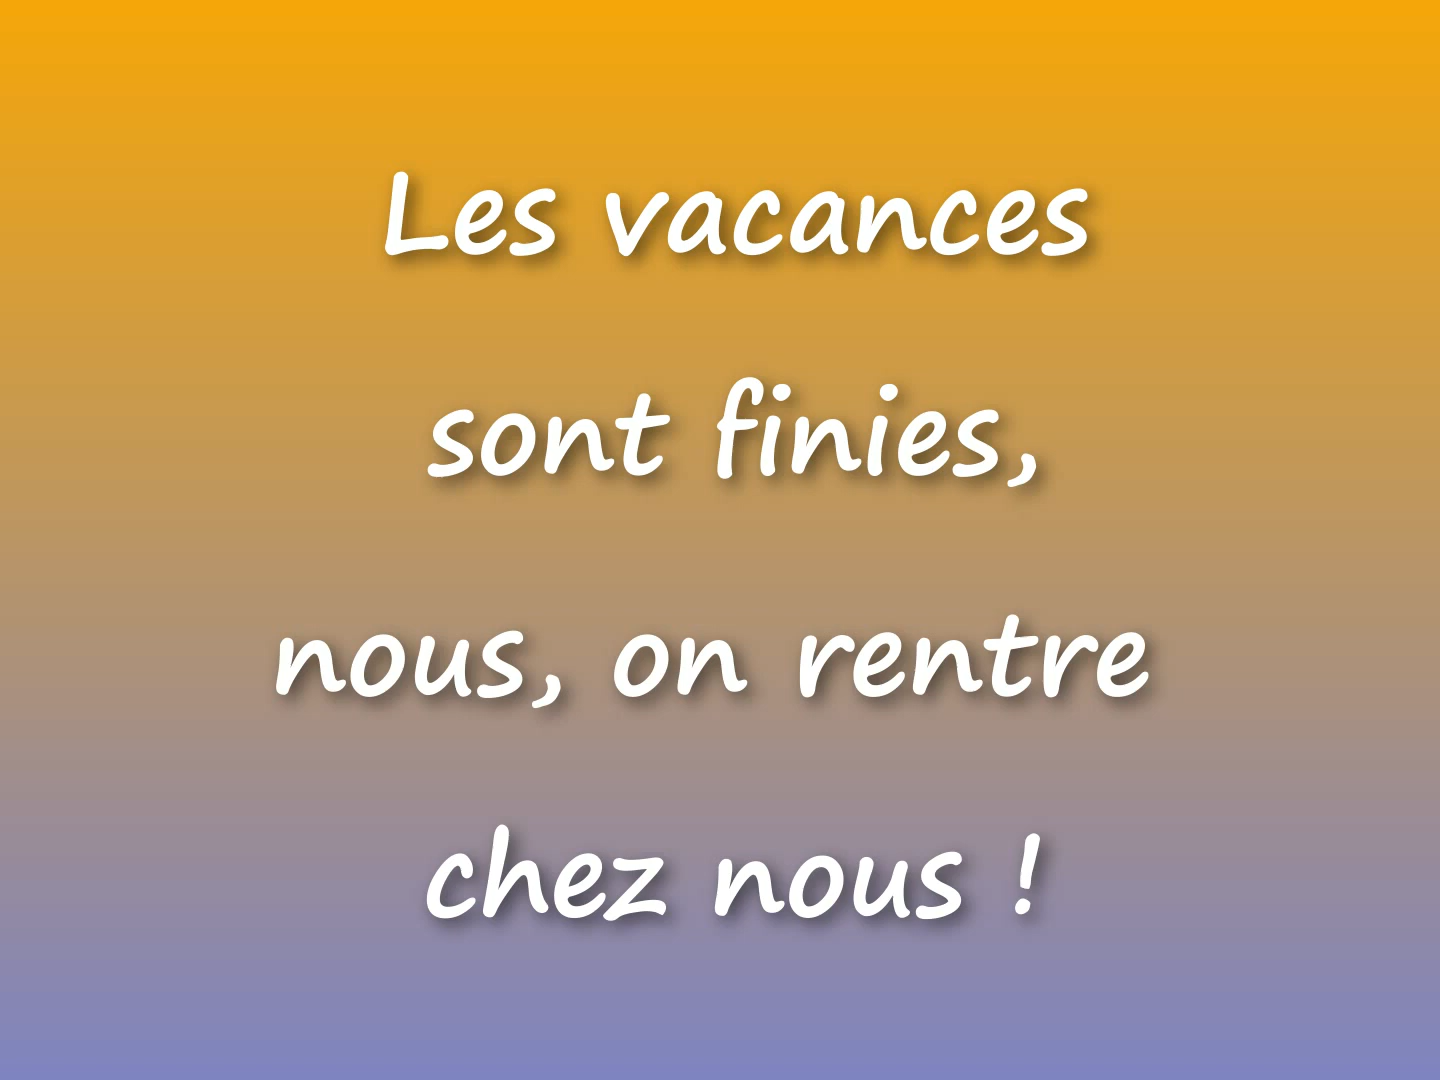 Les vacances
sont finies,
nous, on rentre
chez nous !